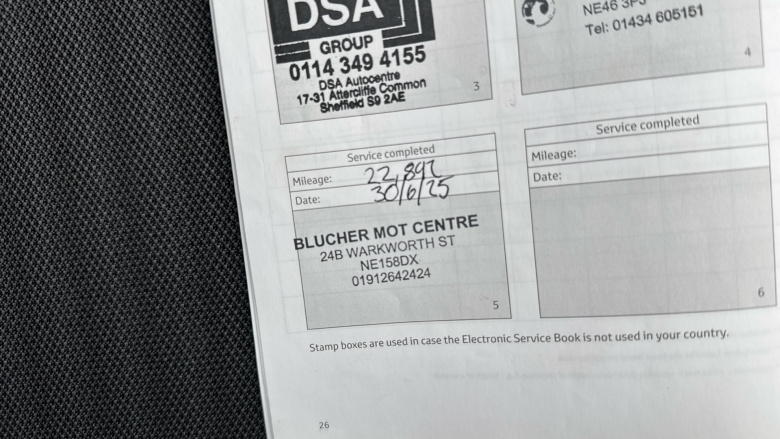 DSA
GROUP
0114 349 4155
DSA Autocentre
17-31 Attercliffe Common
Sheffield S9 2AE
3
NE46
Tel: 01434 605151
4
Service completed
Mileage: 22,892
Date: 30/6/25
BLUCHER MOT CENTRE
24B WARKWORTH ST
NE158DX
01912642424
5
Service completed
Mileage:
Date:
6
Stamp boxes are used in case the Electronic Service Book is not used in your country.
26